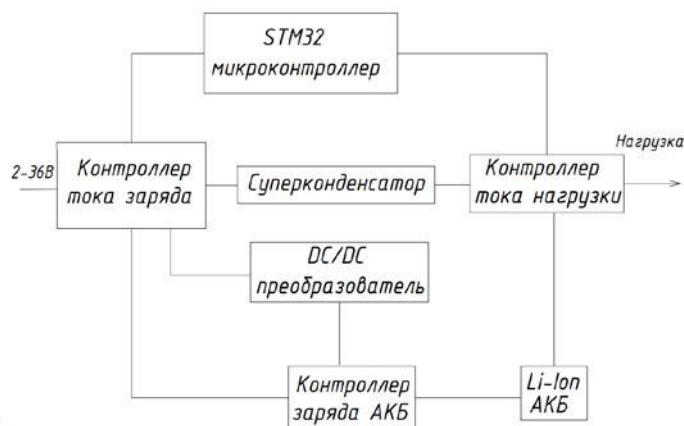 STM32
микроконтроллер
Нагрузка
2-36В
Контроллер
тока заряда
Суперконденсатор
Контроллер
тока нагрузки
DC/DC
преобразователь
Контроллер
заряда АКБ
Li-Ion
АКБ